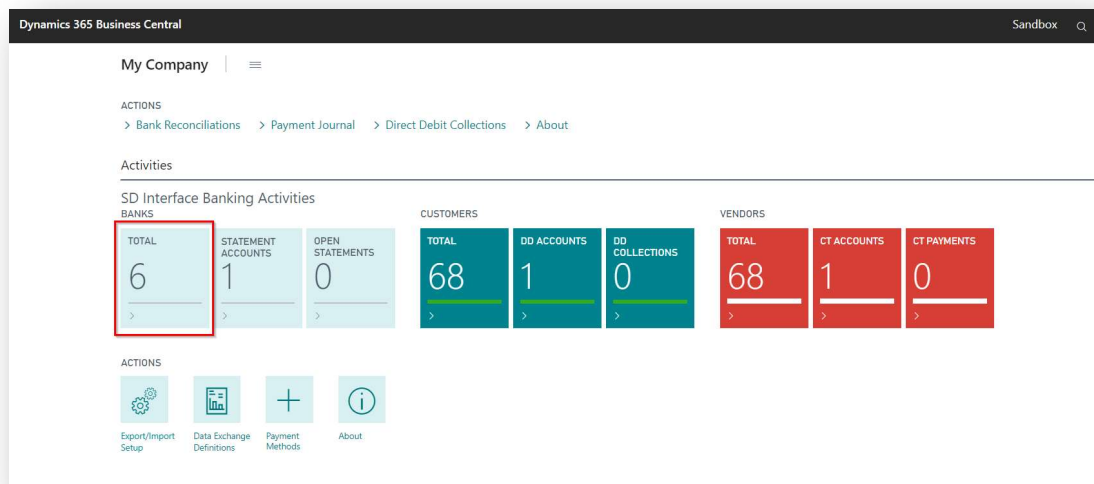 Dynamics 365 Business Central
Sandbox
My Company
ACTIONS
> Bank Reconciliations > Payment Journal > Direct Debit Collections > About
Activities
SD Interface Banking Activities
BANKS CUSTOMERS VENDORS
TOTAL STATEMENT ACCOUNTS OPEN STATEMENTS TOTAL DD ACCOUNTS DD COLLECTIONS TOTAL CT ACCOUNTS CT PAYMENTS
6 1 0 68 1 0 68 1 0
> > > > > > > > >
ACTIONS
Export/Import Setup
Data Exchange Definitions
Payment Methods
About